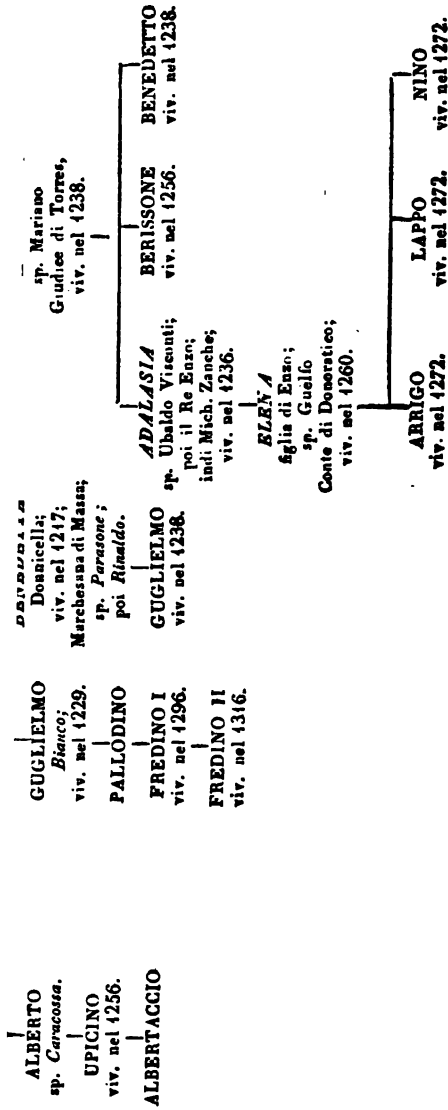 ALBERTO
sp. Caracossa.
UPICINO
viv. nel 1256.
ALBERTACCIO
GUGLIELMO
Bianco;
viv. nel 1229.
PALLODINO
FREDINO I
viv. nel 1296.
FREDINO II
viv. nel 1316.
Donnicella;
viv. nel 1217;
Marchesana di Massa;
sp. Parasone;
poi Rinaldo.
GUGLIELMO
viv. nel 1238.
sp. Mariano
Giudice di Torres,
viv. nel 1238.
ADALASIA
sp. Ubaldo Visconti;
poi il Re Enzo;
indi Mich. Zanche;
viv. nel 1236.
BERISSONE
viv. nel 1256.
BENEDETTO
viv. nel 1238.
ELENA
figlia di Enzo;
sp. Guelfo
Conte di Donoratico;
viv. nel 1260.
ARRIGO
viv. nel 1272.
LAPPO
viv. nel 1272.
NINO
viv. nel 1272.